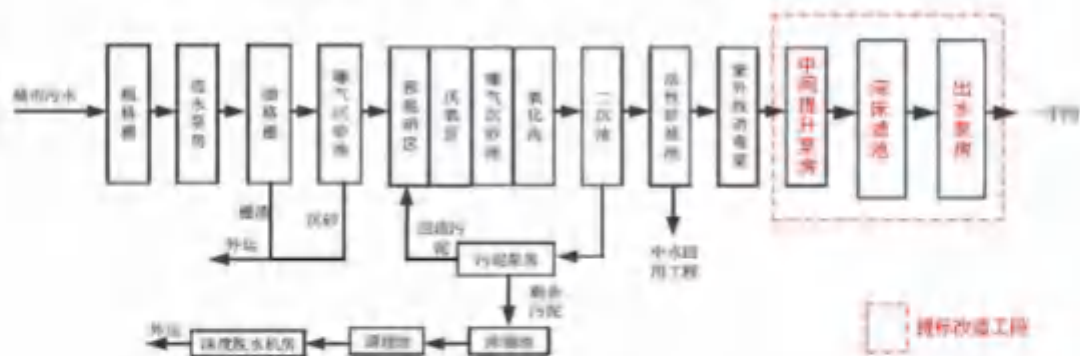 城市污水
粗格栅
进水泵房
细格栅
曝气沉砂池
厌氧区
曝气沉砂池
氧化沟
二沉池
活性砂滤池
紫外线消毒渠
中间提升泵房
深床滤池
出水泵房
栅渣
沉砂
外运
回流污泥
污泥泵房
中水回
用工程
剩余
污泥
外运
深度脱水机房
调理池
浓缩池
提标改造工段